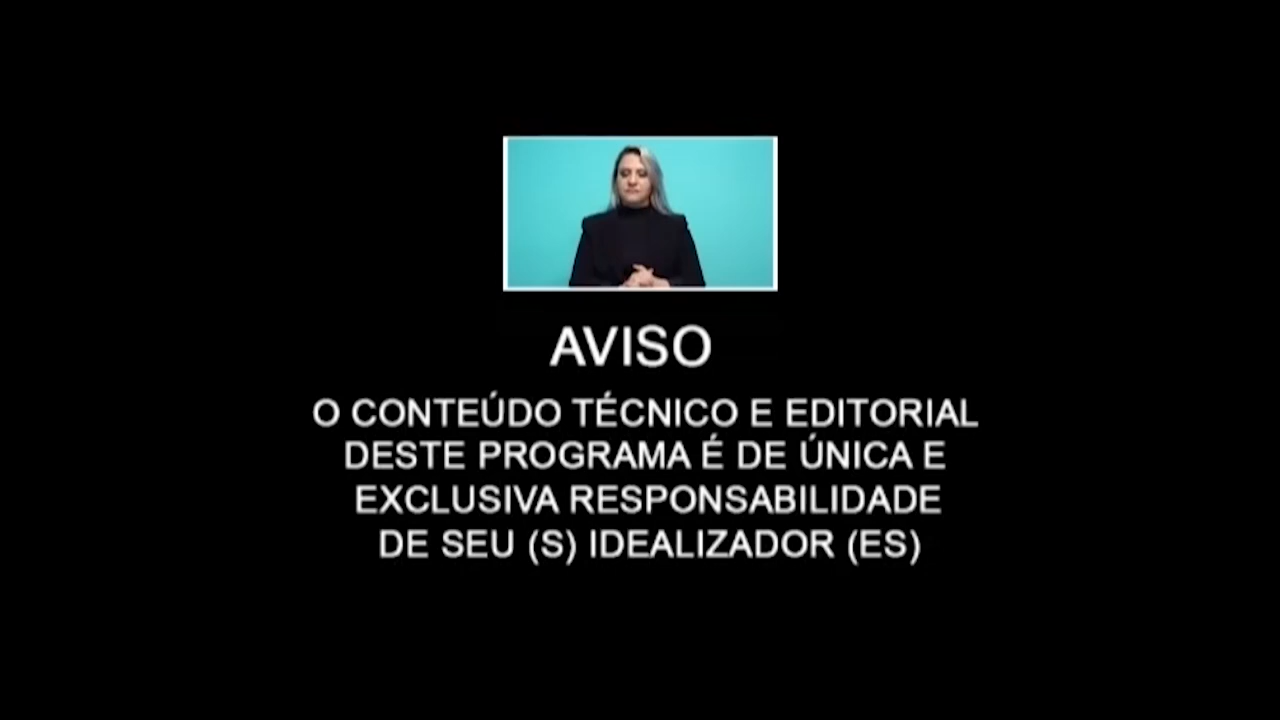 AVISO
O CONTEÚDO TÉCNICO E EDITORIAL
DESTE PROGRAMA É DE ÚNICA E
EXCLUSIVA RESPONSABILIDADE
DE SEU (S) IDEALIZADOR (ES)